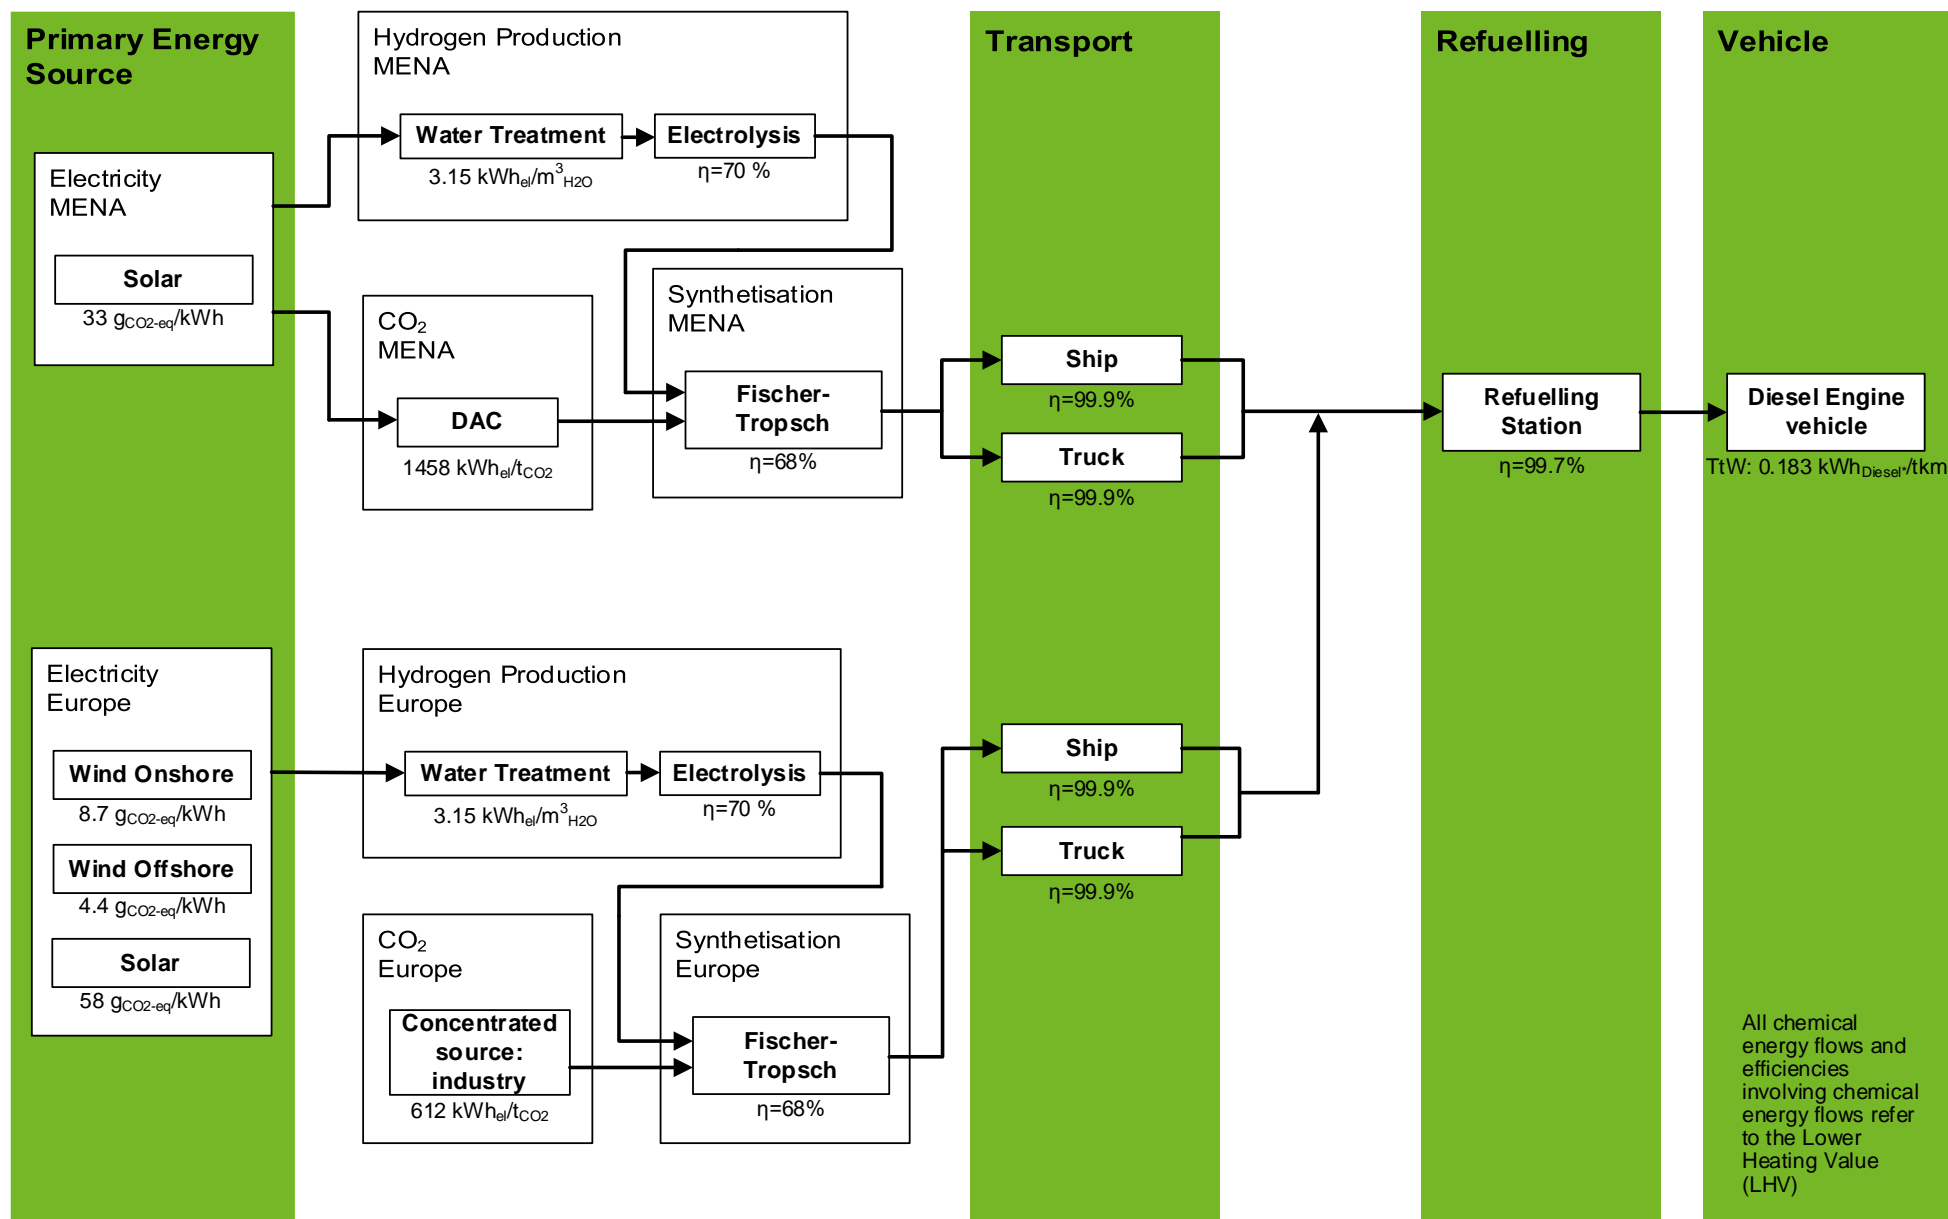 Primary Energy
Source
Hydrogen Production
MENA
Transport
Refuelling
Vehicle
Water Treatment
3.15 kWhel/m³H2O
Electrolysis
η=70 %
Electricity
MENA
Solar
33 gCO2-eq/kWh
CO₂
MENA
DAC
1458 kWhel/tCO2
Synthetisation
MENA
Fischer-
Tropsch
η=68%
Ship
η=99.9%
Truck
η=99.9%
Refuelling
Station
η=99.7%
Diesel Engine
vehicle
TtW: 0.183 kWhDiesel*/tkm
Electricity
Europe
Wind Onshore
8.7 gCO2-eq/kWh
Wind Offshore
4.4 gCO2-eq/kWh
Solar
58 gCO2-eq/kWh
Hydrogen Production
Europe
Water Treatment
3.15 kWhel/m³H2O
Electrolysis
η=70 %
CO₂
Europe
Concentrated
source:
industry
612 kWhel/tCO2
Synthetisation
Europe
Fischer-
Tropsch
η=68%
Ship
η=99.9%
Truck
η=99.9%
All chemical
energy flows and
efficiencies
involving chemical
energy flows refer
to the Lower
Heating Value
(LHV)